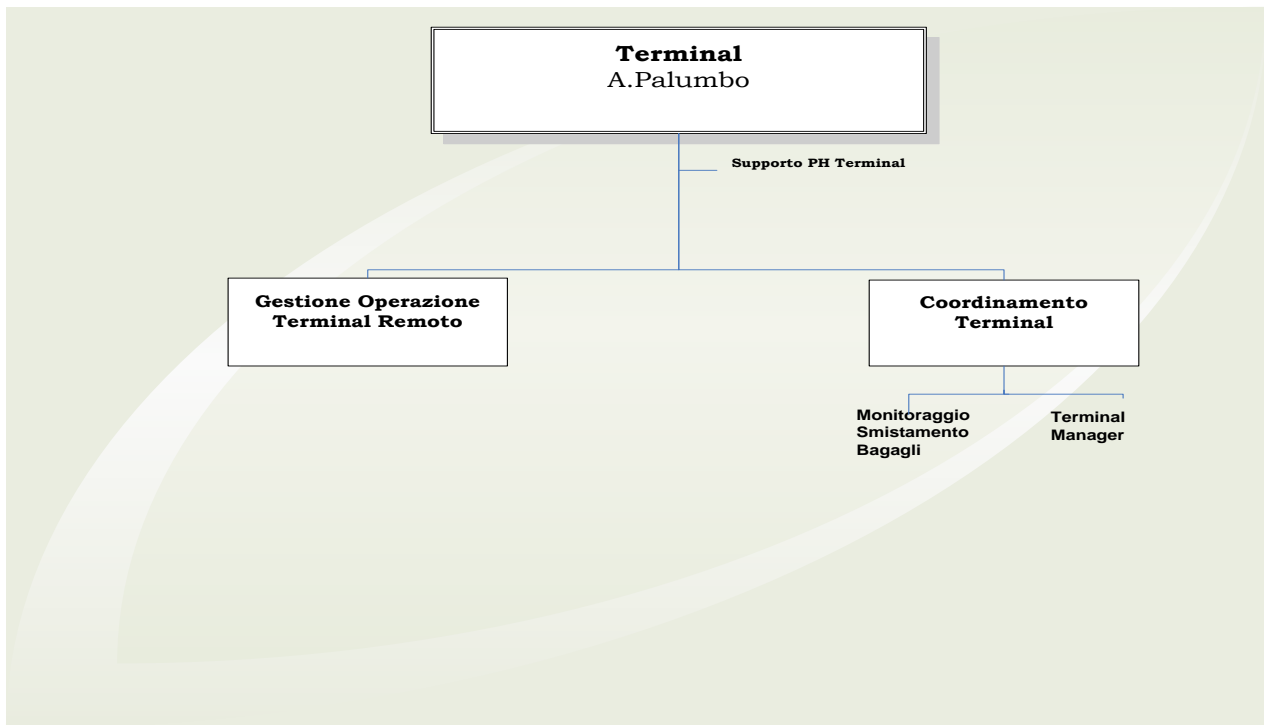 Terminal
A.Palumbo
Supporto PH Terminal
Gestione Operazione
Terminal Remoto
Coordinamento
Terminal
Monitoraggio
Smistamento
Bagagli
Terminal
Manager